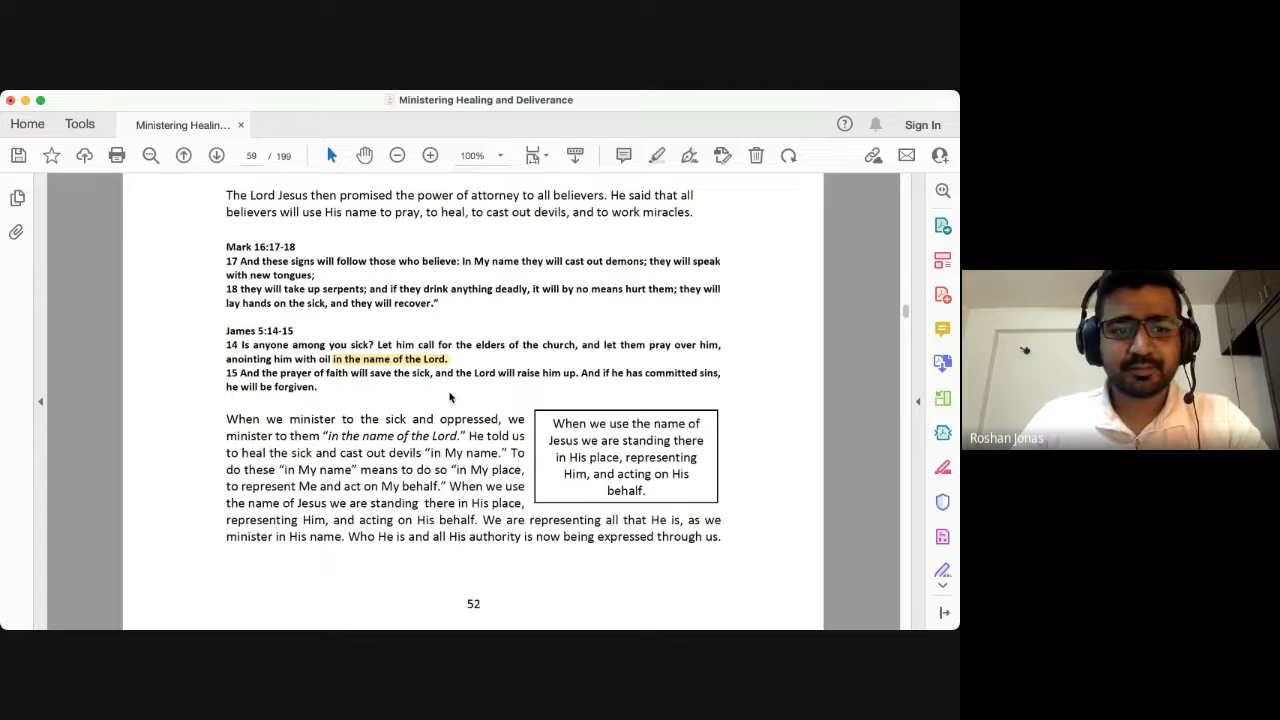 Ministering Healing and Deliverance
Home Tools Ministering Healin... × Sign In
59 / 199 100%
The Lord Jesus then promised the power of attorney to all believers. He said that all
believers will use His name to pray, to heal, to cast out devils, and to work miracles.
Mark 16:17-18
17 And these signs will follow those who believe: In My name they will cast out demons; they will speak
with new tongues;
18 they will take up serpents; and if they drink anything deadly, it will by no means hurt them; they will
lay hands on the sick, and they will recover.”
James 5:14-15
14 Is anyone among you sick? Let him call for the elders of the church, and let them pray over him,
anointing him with oil in the name of the Lord.
15 And the prayer of faith will save the sick, and the Lord will raise him up. And if he has committed sins,
he will be forgiven.
When we minister to the sick and oppressed, we
minister to them “in the name of the Lord.” He told us
to heal the sick and cast out devils “in My name.” To
do these “in My name” means to do so “in My place,
to represent Me and act on My behalf.” When we use
the name of Jesus we are standing there in His place,
representing Him, and acting on His behalf. We are representing all that He is, as we
minister in His name. Who He is and all His authority is now being expressed through us.
When we use the name of
Jesus we are standing there
in His place, representing
Him, and acting on His
behalf.
52
Roshan Jonas